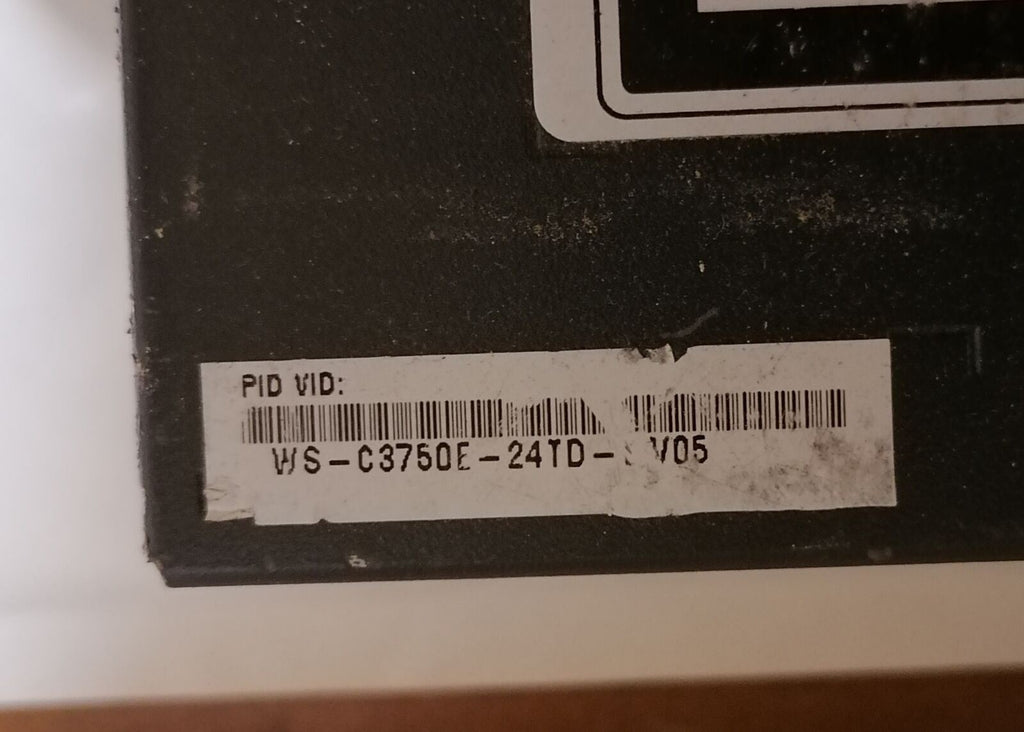 PID VID:
WS-C3750E-24TD- V05